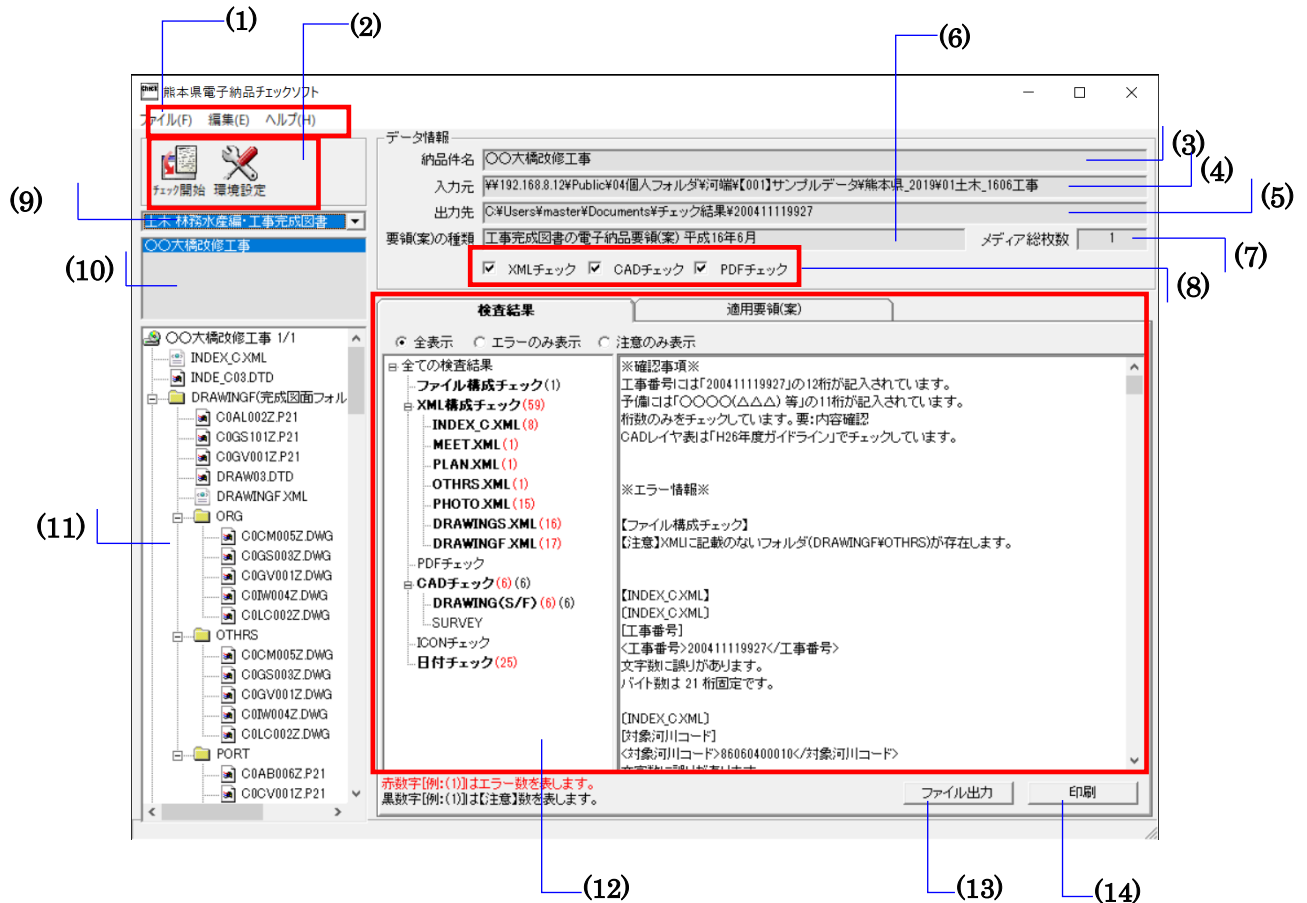 (1)
(2)
(6)
熊本県電子納品チェックソフト
ファイル(F) 編集(E) ヘルプ(H)
チェック開始 環境設定
(9)
土木・林務水産編・工事完成図書
〇〇大橋改修工事
(10)
データ情報
納品件名 〇〇大橋改修工事
(3)
入力元 ¥¥192.168.8.12¥Public¥04個人フォルダ¥河端¥【001】サンプルデータ¥熊本県_2019¥01土木_1606工事
(4)
出力先 C:¥Users¥master¥Documents¥チェック結果¥200411119927
(5)
要領(案)の種類 工事完成図書の電子納品要領(案) 平成16年6月
メディア総枚数 1
(7)
XMLチェック CADチェック PDFチェック
(8)
〇〇大橋改修工事 1/1
INDEX_C.XML
INDE_C03.DTD
DRAWINGF(完成図面フォル
C0AL002Z.P21
C0GS101Z.P21
C0GV001Z.P21
DRAW03.DTD
DRAWINGF.XML
ORG
C0CM005Z.DWG
C0GS003Z.DWG
C0GV001Z.DWG
C0IW004Z.DWG
C0LC002Z.DWG
OTHRS
C0CM005Z.DWG
C0GS003Z.DWG
C0GV001Z.DWG
C0IW004Z.DWG
C0LC002Z.DWG
PORT
C0AB006Z.P21
C0CV001Z.P21
(11)
検査結果 適用要領(案)
全表示 エラーのみ表示 注意のみ表示
全ての検査結果
ファイル構成チェック(1)
XML構成チェック(59)
INDEX_C.XML(8)
MEET.XML(1)
PLAN.XML(1)
OTHRS.XML(1)
PHOTO.XML(15)
DRAWINGS.XML(16)
DRAWINGF.XML(17)
PDFチェック
CADチェック(6)(6)
DRAWING(S/F)(6)(6)
SURVEY
ICONチェック
日付チェック(25)
※確認事項※
工事番号には「200411119927」の12桁が記入されています。
予備には「〇〇〇〇(△△△) 等」の11桁が記入されています。
桁数のみをチェックしています。要:内容確認
CADレイヤ表は「H26年度ガイドライン」でチェックしています。
※エラー情報※
【ファイル構成チェック】
【注意】XMLに記載のないフォルダ(DRAWINGF¥OTHRS)が存在します。
【INDEX_C.XML】
〔INDEX_C.XML〕
[工事番号]
<工事番号>200411119927</工事番号>
文字数に誤りがあります。
バイト数は 21 桁固定です。
〔INDEX_C.XML〕
[対象河川コード]
<対象河川コード>86060400010</対象河川コード>
文字数に誤りがあります。
赤数字[例:(1)]はエラー数を表します。
黒数字[例:(1)]は【注意】数を表します。
ファイル出力 印刷
(12)
(13)
(14)